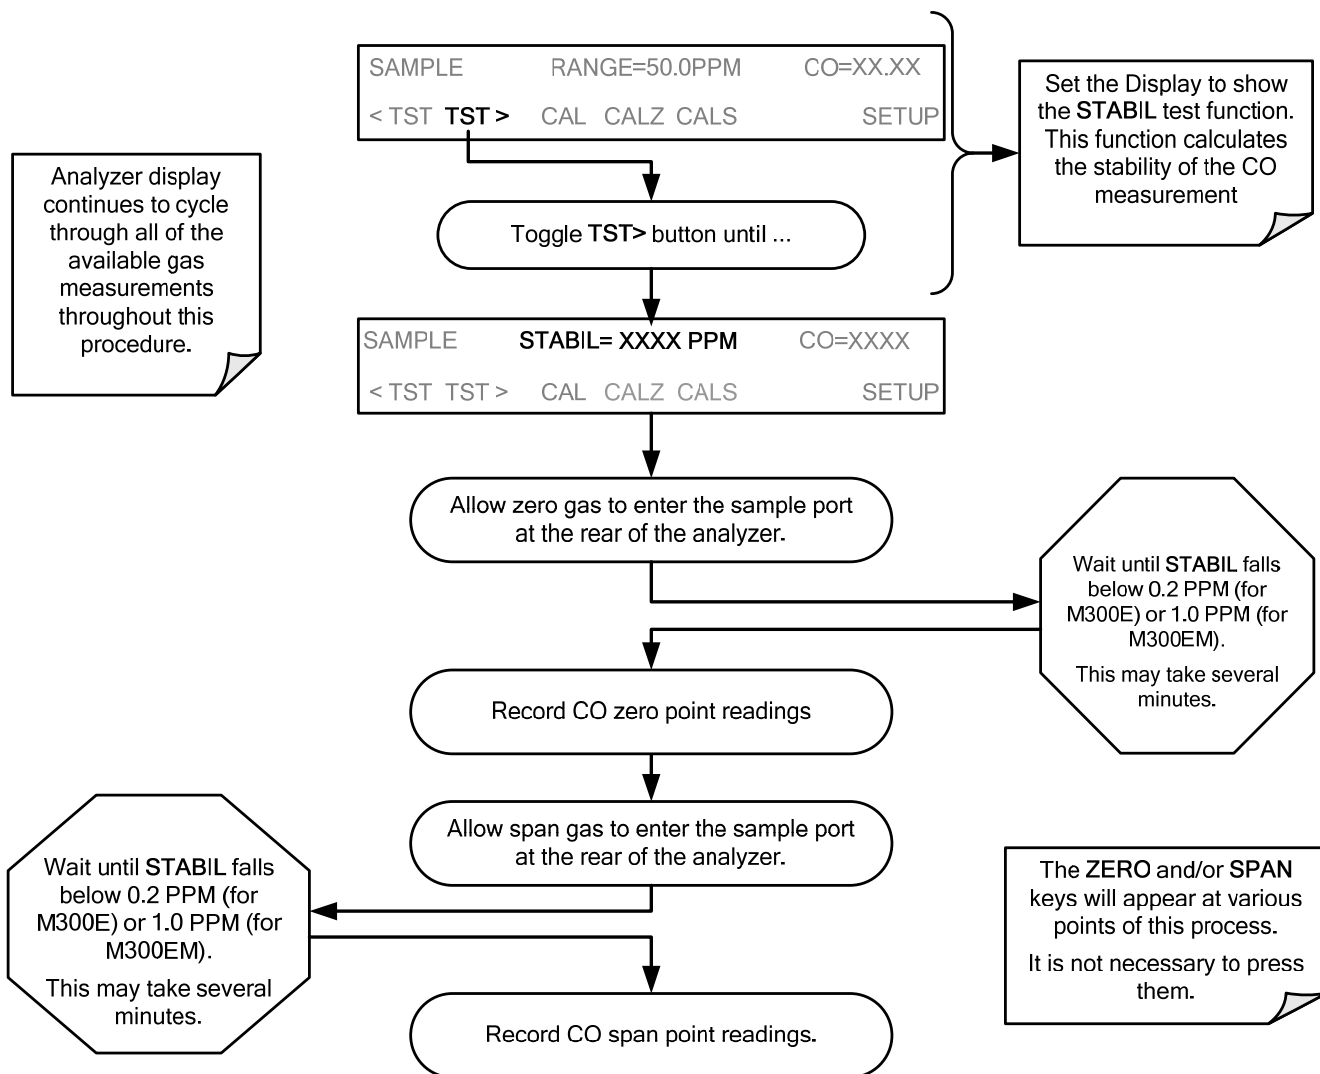 SAMPLE RANGE=50.0PPM CO=XX.XX
< TST TST > CAL CALZ CALS SETUP
Set the Display to show
the STABIL test function.
This function calculates
the stability of the CO
measurement
Analyzer display
continues to cycle
through all of the
available gas
measurements
throughout this
procedure.
Toggle TST> button until ...
SAMPLE STABIL= XXXX PPM CO=XXXX
< TST TST > CAL CALZ CALS SETUP
Allow zero gas to enter the sample port
at the rear of the analyzer.
Wait until STABIL falls
below 0.2 PPM (for
M300E) or 1.0 PPM (for
M300EM).
This may take several
minutes.
Record CO zero point readings
Allow span gas to enter the sample port
at the rear of the analyzer.
Wait until STABIL falls
below 0.2 PPM (for
M300E) or 1.0 PPM (for
M300EM).
This may take several
minutes.
The ZERO and/or SPAN
keys will appear at various
points of this process.
It is not necessary to press
them.
Record CO span point readings.